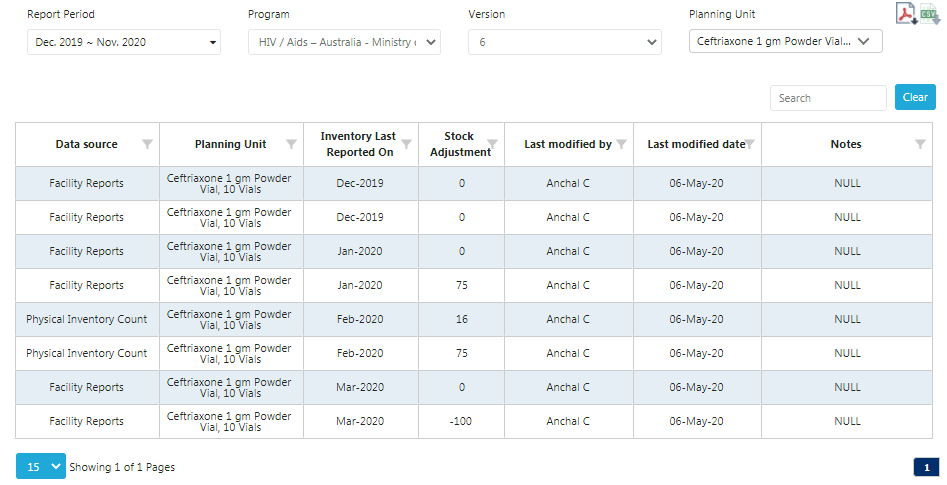 Report Period
Program
Version
Planning Unit
CSV
Dec. 2019 ~ Nov. 2020
HIV / Aids – Australia - Ministry
6
Ceftriaxone 1 gm Powder Vial...
Search
Clear
Data source
Planning Unit
Inventory Last
Reported On
Stock
Adjustment
Last modified by
Last modified date
Notes
Facility Reports
Ceftriaxone 1 gm Powder
Vial, 10 Vials
Dec-2019
0
Anchal C
06-May-20
NULL
Facility Reports
Ceftriaxone 1 gm Powder
Vial, 10 Vials
Dec-2019
0
Anchal C
06-May-20
NULL
Facility Reports
Ceftriaxone 1 gm Powder
Vial, 10 Vials
Jan-2020
0
Anchal C
06-May-20
NULL
Facility Reports
Ceftriaxone 1 gm Powder
Vial, 10 Vials
Jan-2020
75
Anchal C
06-May-20
NULL
Physical Inventory Count
Ceftriaxone 1 gm Powder
Vial, 10 Vials
Feb-2020
16
Anchal C
06-May-20
NULL
Physical Inventory Count
Ceftriaxone 1 gm Powder
Vial, 10 Vials
Feb-2020
75
Anchal C
06-May-20
NULL
Facility Reports
Ceftriaxone 1 gm Powder
Vial, 10 Vials
Mar-2020
0
Anchal C
06-May-20
NULL
Facility Reports
Ceftriaxone 1 gm Powder
Vial, 10 Vials
Mar-2020
-100
Anchal C
06-May-20
NULL
15
Showing 1 of 1 Pages
1